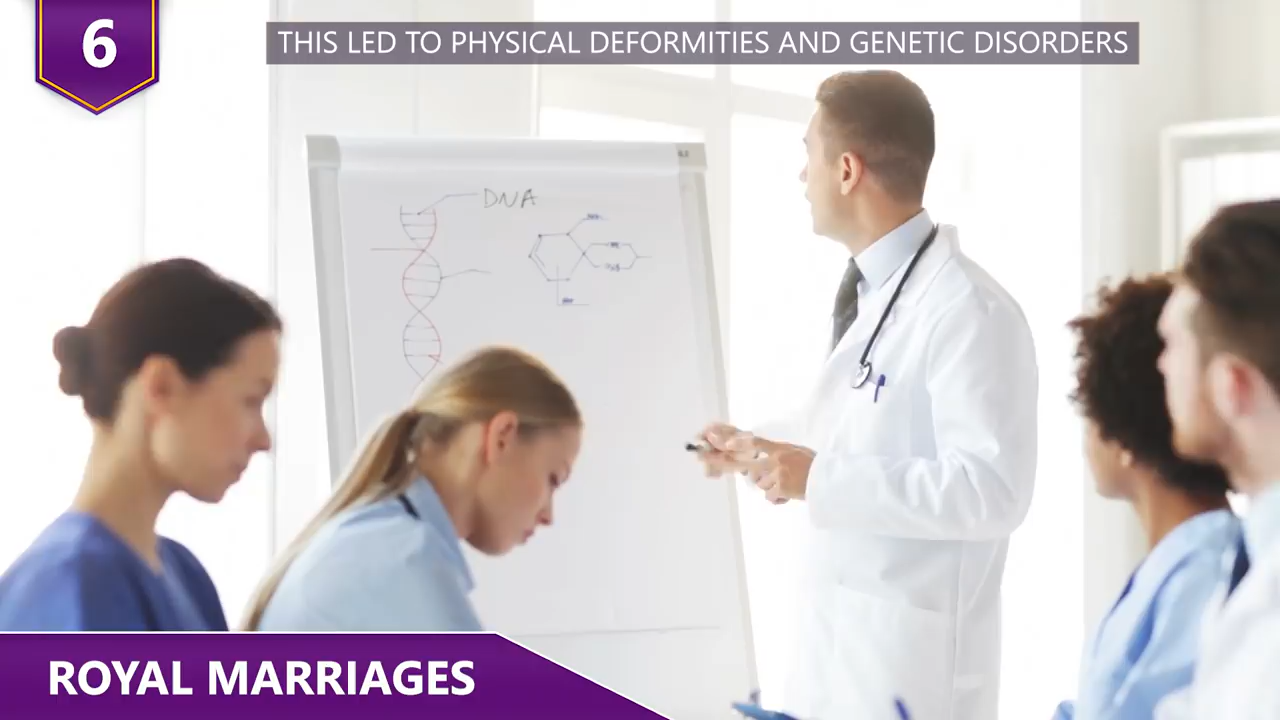 6
THIS LED TO PHYSICAL DEFORMITIES AND GENETIC DISORDERS
DNA
ROYAL MARRIAGES